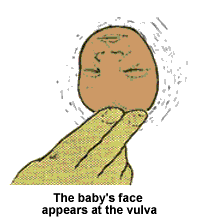 The baby's face
appears at the vulva